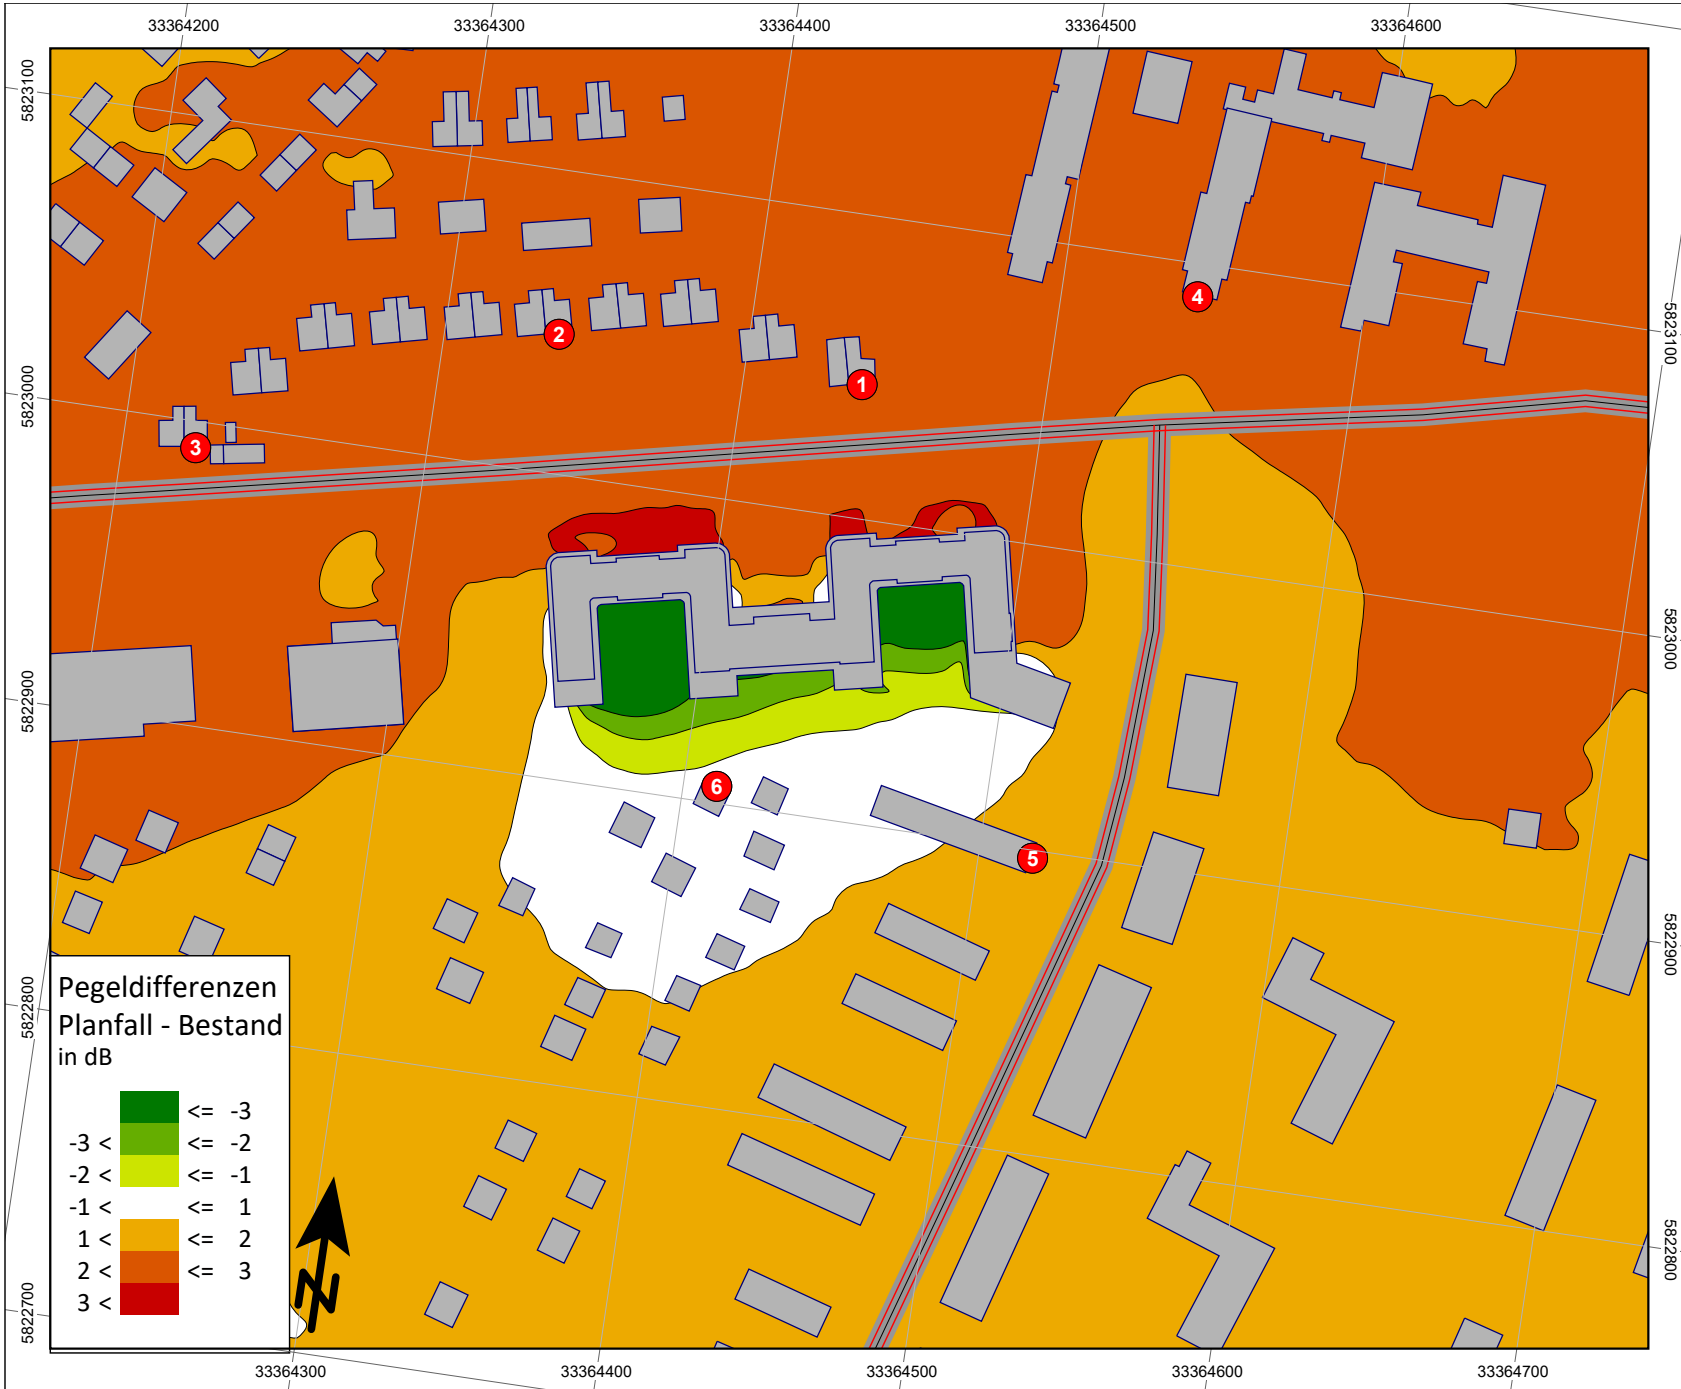 33364200 33364300 33364400 33364500 33364600
5823100
5823000
5822900
5822800
5822700
5823100
5823000
5822900
5822800
4
2
1
3
6
5
Pegeldifferenzen
Planfall - Bestand
in dB
<= -3
-3 < <= -2
-2 < <= -1
-1 < <= 1
1 < <= 2
2 < <= 3
3 <
N
33364300 33364400 33364500 33364600 33364700